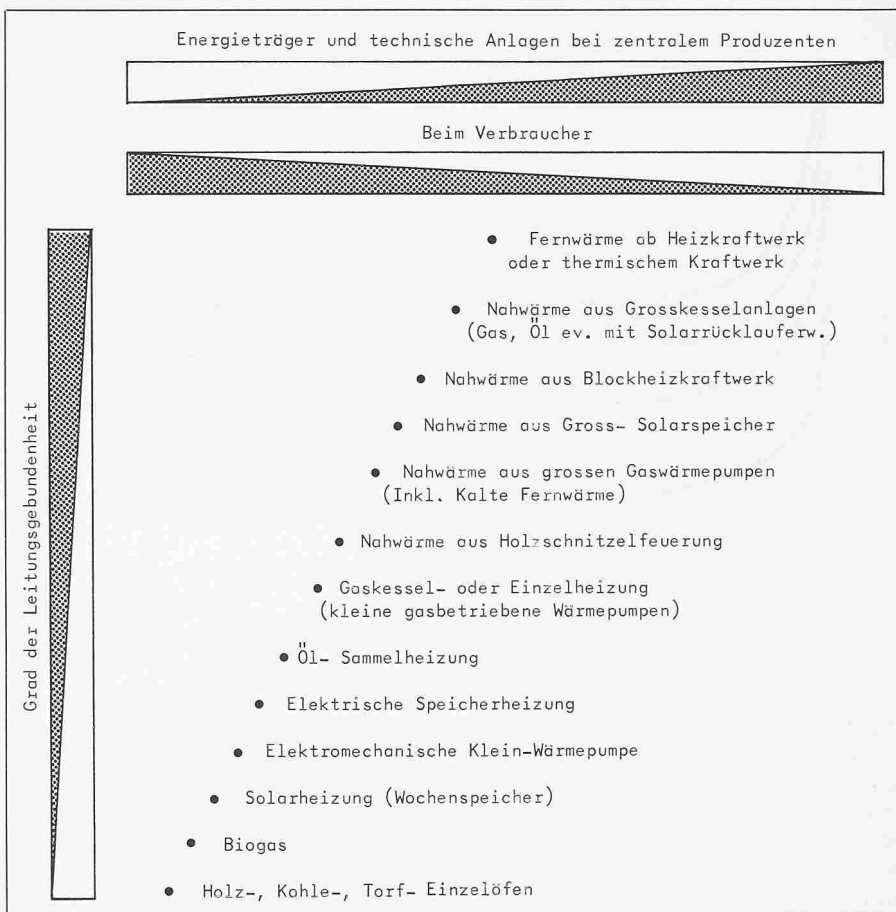 Energieträger und technische Anlagen bei zentralem Produzenten
Beim Verbraucher
Grad der Leitungsgebundenheit
● Fernwärme ab Heizkraftwerk
oder thermischem Kraftwerk
● Nahwärme aus Grosskesselanlagen
(Gas, Öl ev. mit Solarrücklauferw.)
● Nahwärme aus Blockheizkraftwerk
● Nahwärme aus Gross- Solarspeicher
● Nahwärme aus grossen Gaswärmepumpen
(Inkl. Kalte Fernwärme)
● Nahwärme aus Holzschnitzelfeuerung
● Gaskessel- oder Einzelheizung
(kleine gasbetriebene Wärmepumpen)
● Öl- Sammelheizung
● Elektrische Speicherheizung
● Elektromechanische Klein-Wärmepumpe
● Solarheizung (Wochenspeicher)
● Biogas
● Holz-, Kohle-, Torf- Einzelöfen